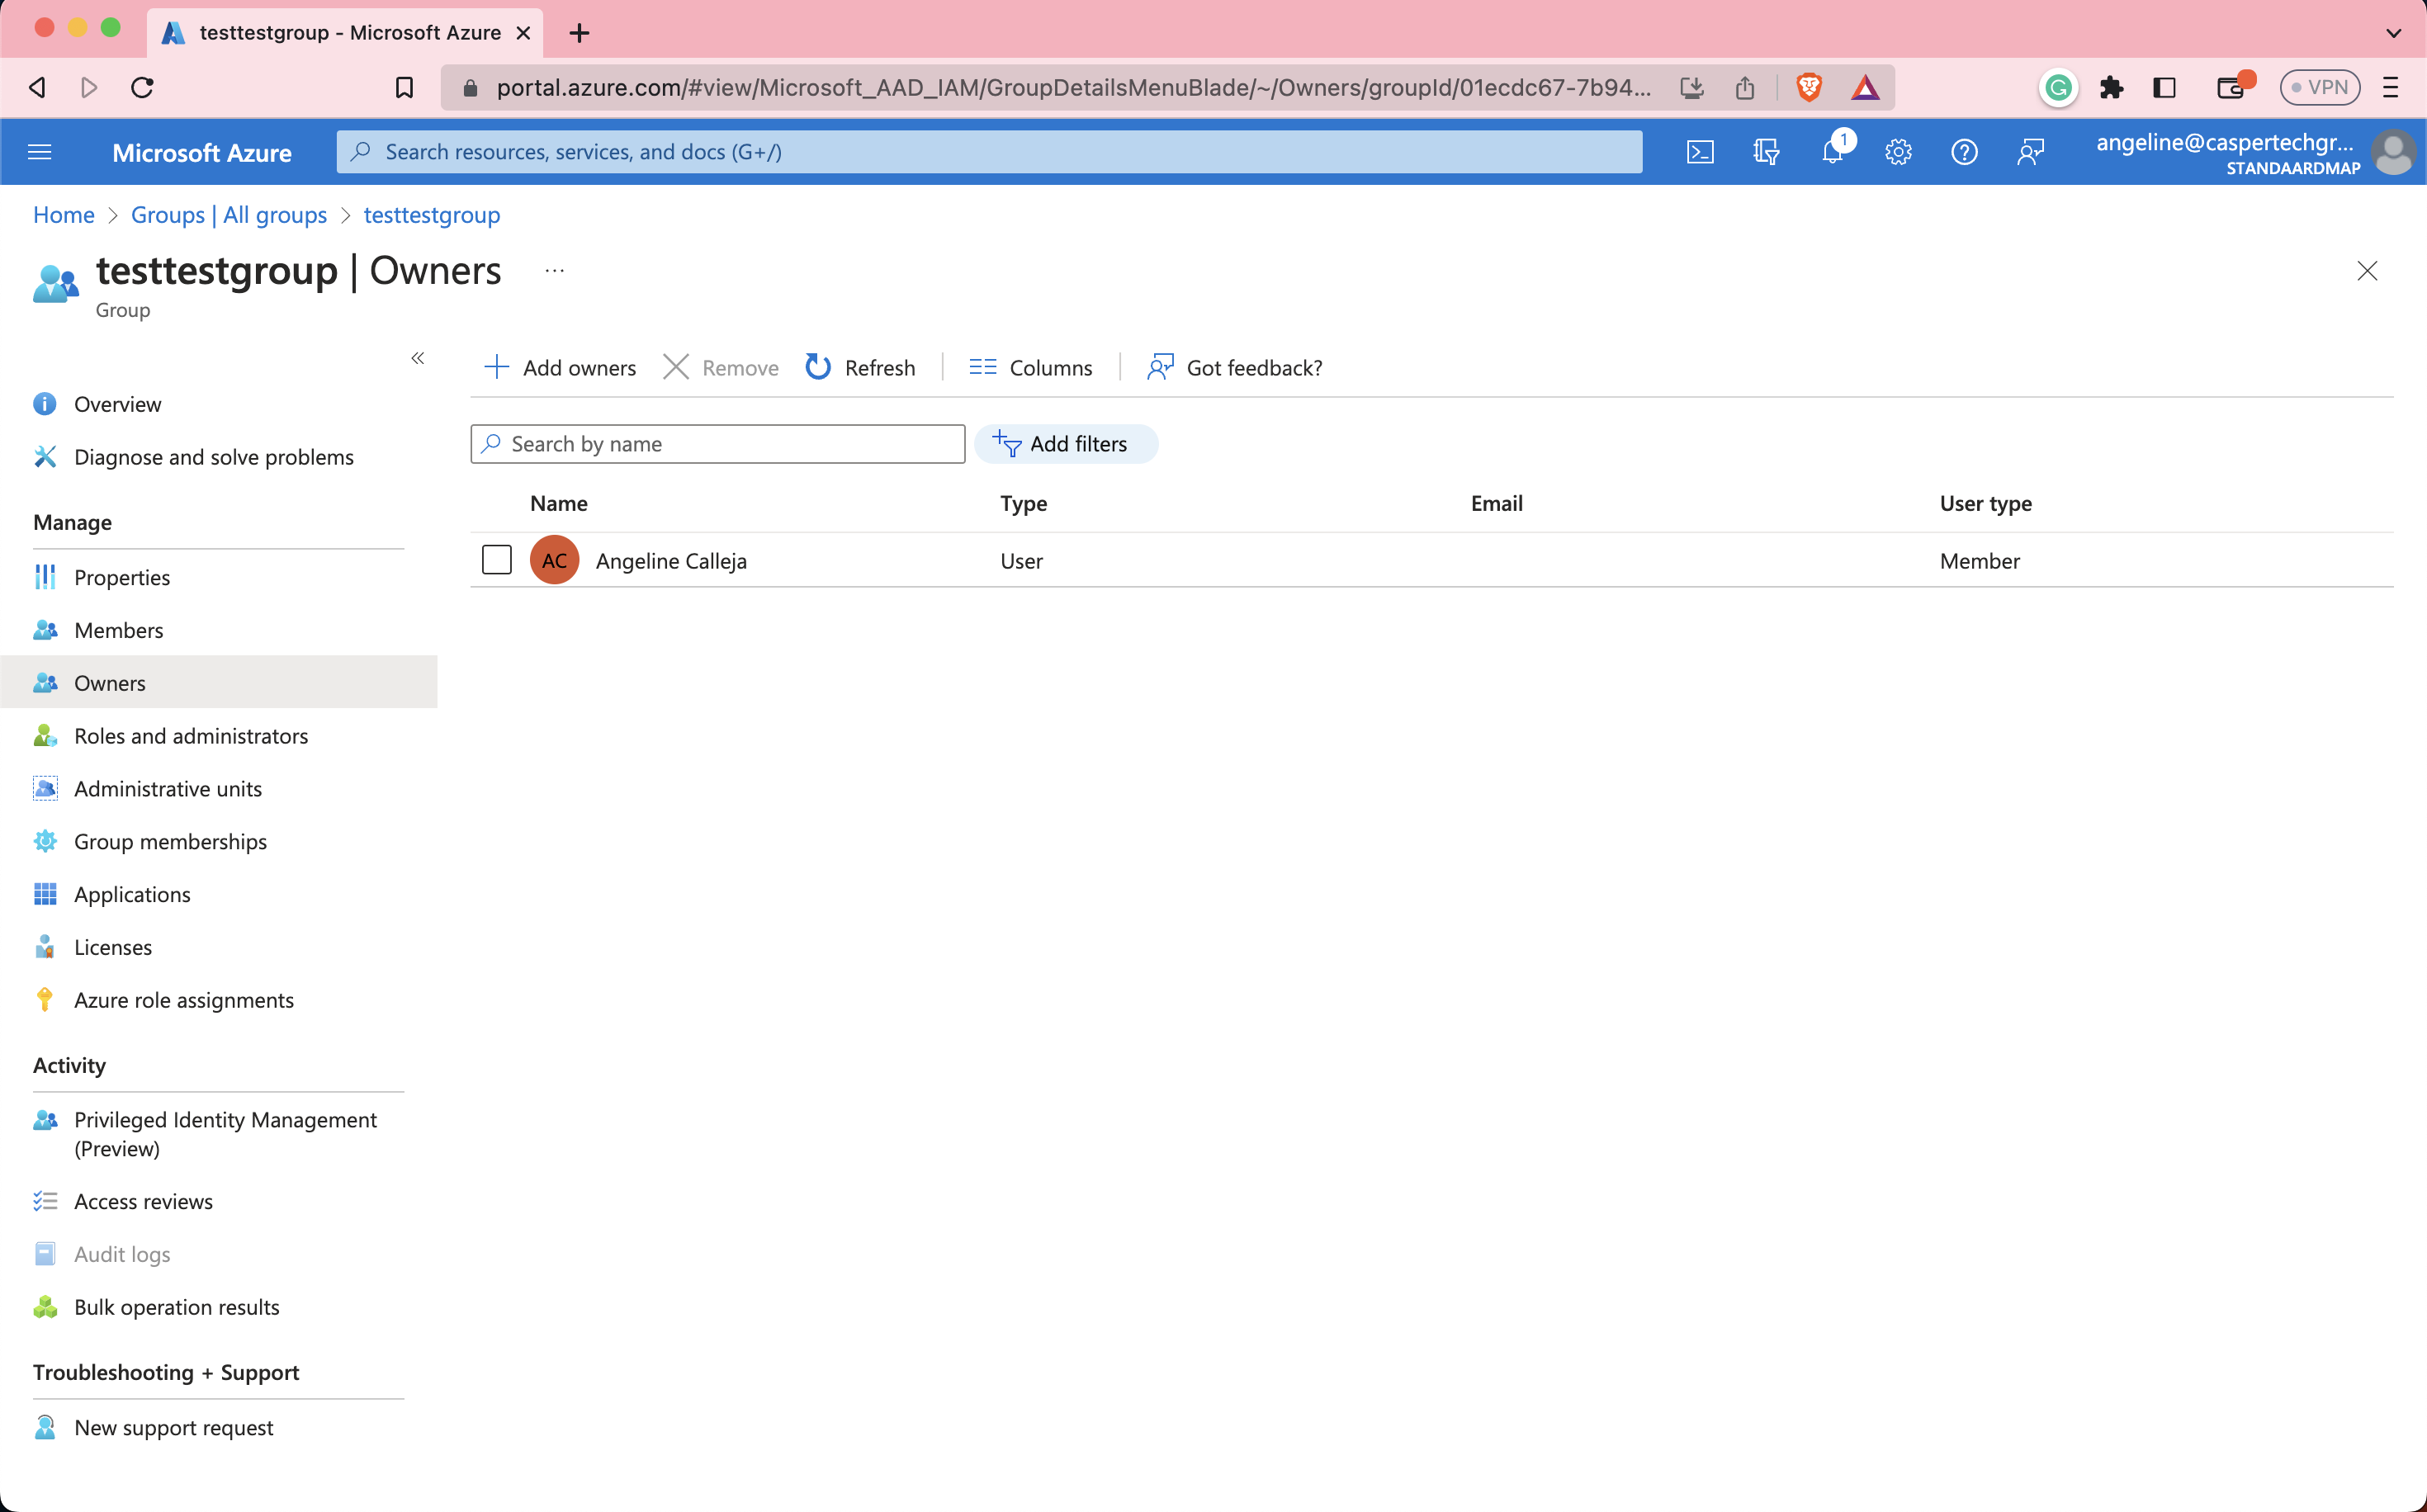 testtestgroup - Microsoft Azure
portal.azure.com/#view/Microsoft_AAD_IAM/GroupDetailsMenuBlade/~/Owners/groupId/01ecdc67-7b94...
VPN
Microsoft Azure
Search resources, services, and docs (G+/)
1
angeline@caspertechgr...
STANDAARDMAP
Home > Groups | All groups > testtestgroup
testtestgroup | Owners ...
Group
Add owners
Remove
Refresh
Columns
Got feedback?
Search by name
Add filters
Name Type Email User type
AC Angeline Calleja User Member
Overview
Diagnose and solve problems
Manage
Properties
Members
Owners
Roles and administrators
Administrative units
Group memberships
Applications
Licenses
Azure role assignments
Activity
Privileged Identity Management
(Preview)
Access reviews
Audit logs
Bulk operation results
Troubleshooting + Support
New support request